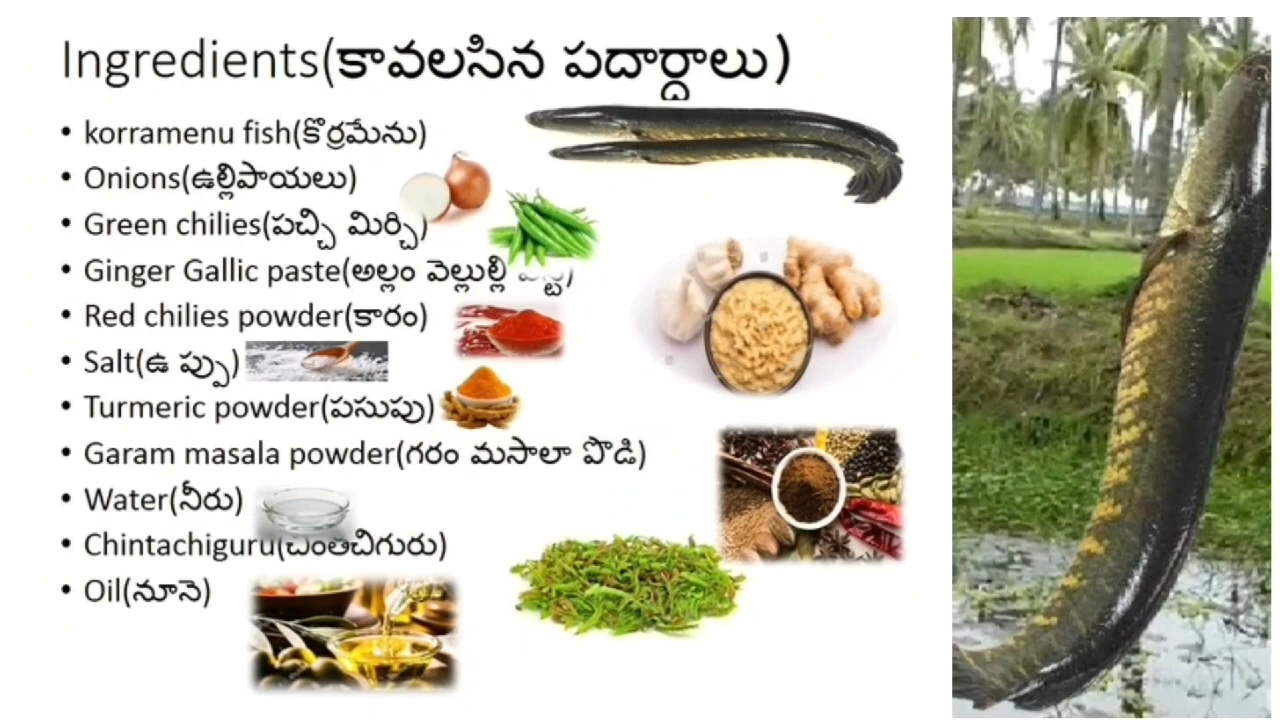 Ingredients(కావలసిన పదార్దాలు)
• korramenu fish(కొర్రమేను)
• Onions(ఉల్లిపాయలు)
• Green chilies(పచ్చి మిర్చి)
• Ginger Gallic paste(అల్లం వెల్లుల్లి
• Red chilies powder(కారం)
• Salt(ఉ ప్పు)
• Turmeric powder(పసుపు)
• Garam masala powder(గరం మసాలా పొడి)
• Water(నీరు)
• Chintachiguru(చింతచిగురు)
• Oil(నూనె)